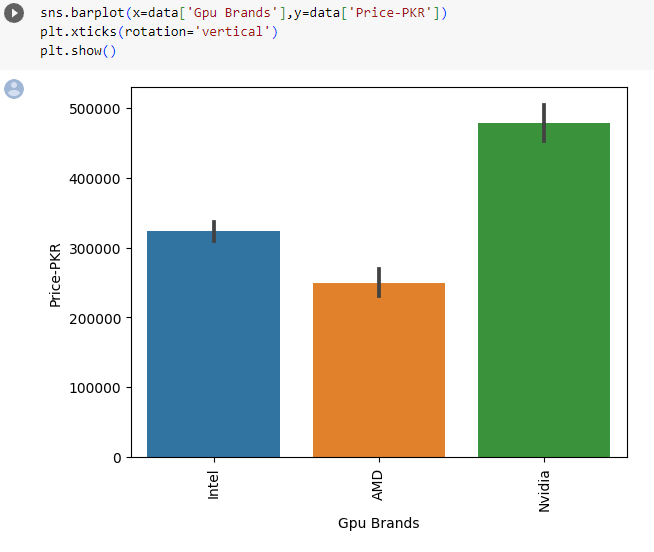 sns.barplot(x=data['Gpu Brands'],y=data['Price-PKR'])
plt.xticks(rotation='vertical')
plt.show()
500000
400000
300000
200000
100000
0
Price-PKR
Intel
AMD
Nvidia
Gpu Brands